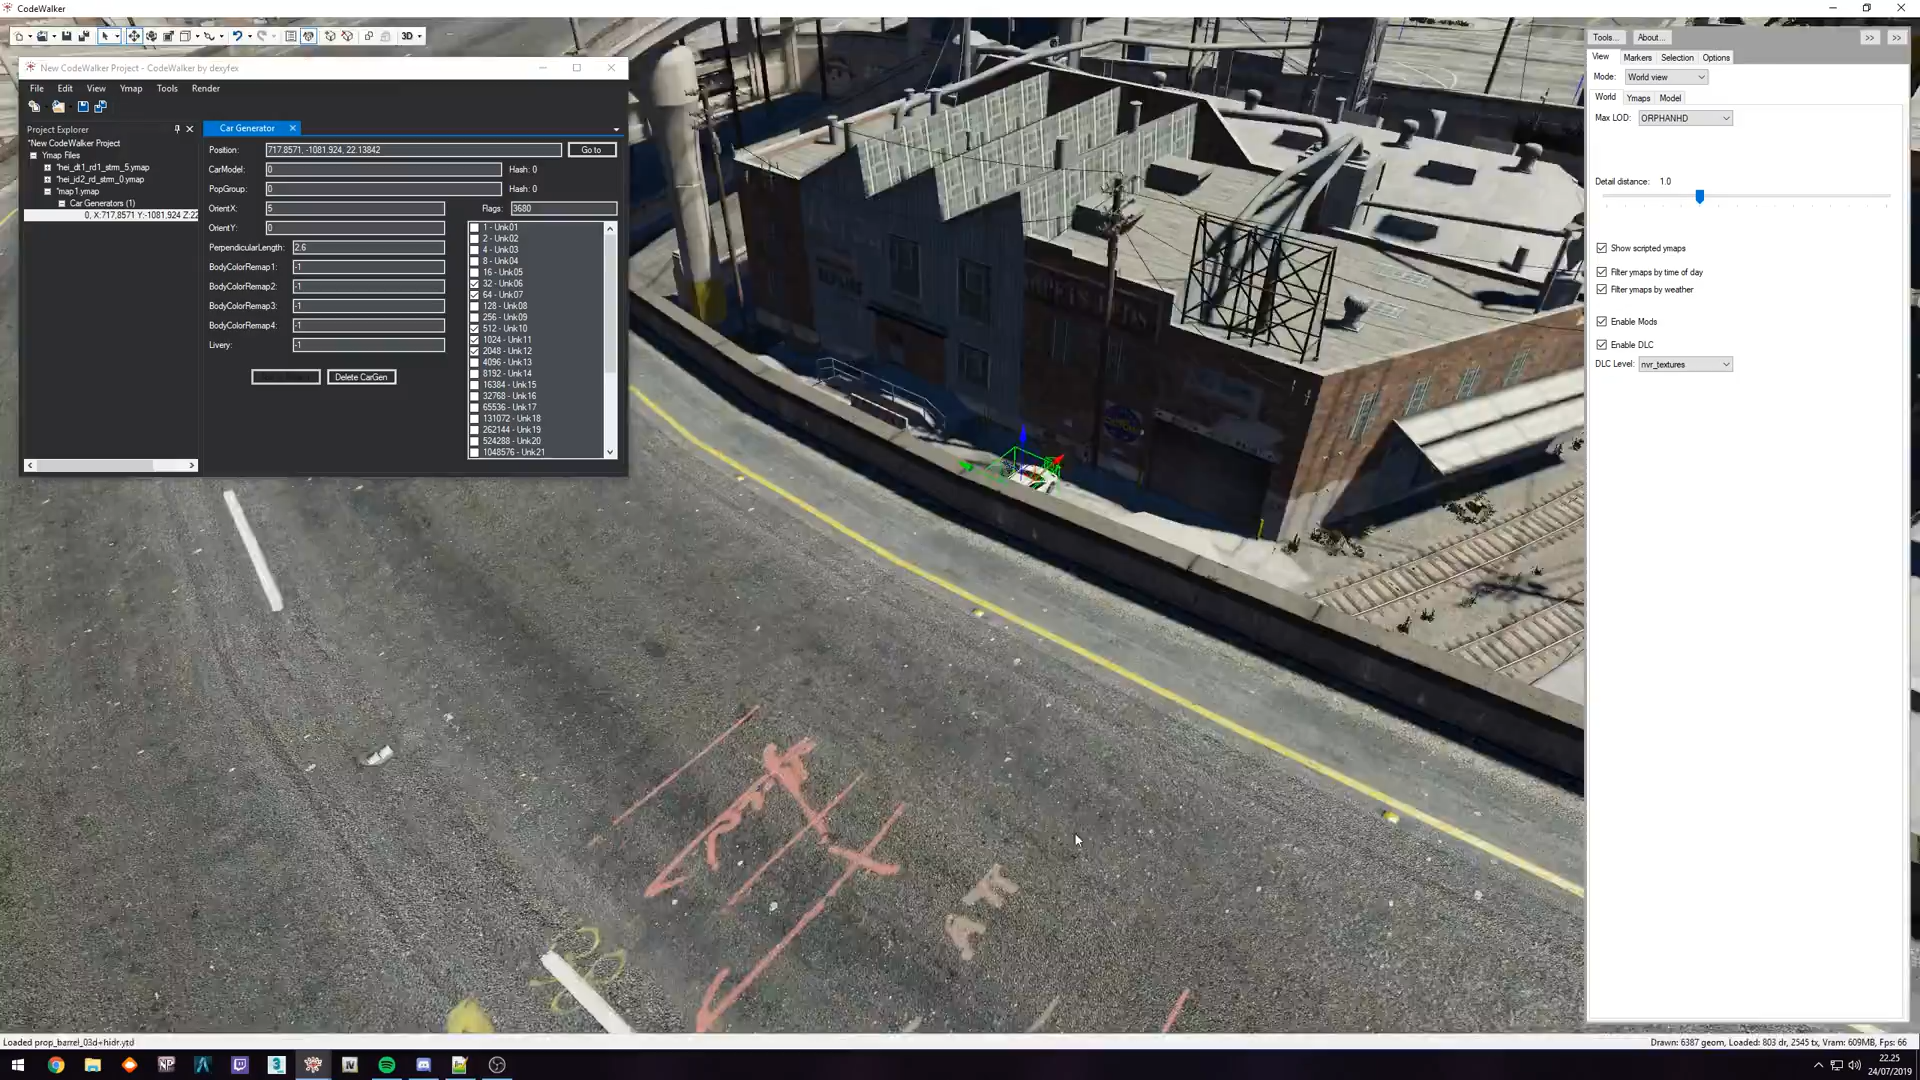 CodeWalker
3D
New CodeWalker Project - CodeWalker by dexyfex
File Edit View Ymap Tools Render
Project Explorer
*New CodeWalker Project
Ymap Files
*hei_dt1_rd1_strm_5.ymap
*hei_id2_rd_strm_0.ymap
*map1.ymap
Car Generators (1)
0, X:717.8571 Y:-1081.924 Z:22
Car Generator
Position: 717.8571, -1081.924, 22.13842 Go to
CarModel: 0 Hash: 0
PopGroup: 0 Hash: 0
OrientX: 5 Flags: 3680
OrientY: 0
PerpendicularLength: 2.6
BodyColorRemap1: -1
BodyColorRemap2: -1
BodyColorRemap3: -1
BodyColorRemap4: -1
Livery: -1
Delete CarGen
1 - Unk01
2 - Unk02
4 - Unk03
8 - Unk04
16 - Unk05
32 - Unk06
64 - Unk07
128 - Unk08
256 - Unk09
512 - Unk10
1024 - Unk11
2048 - Unk12
4096 - Unk13
8192 - Unk14
16384 - Unk15
32768 - Unk16
65536 - Unk17
131072 - Unk18
262144 - Unk19
524288 - Unk20
1048576 - Unk21
Tools... About... >> >>
View Markers Selection Options
Mode: World view
World Ymaps Model
Max LOD: ORPHANHD
Detail distance: 1.0
Show scripted ymaps
Filter ymaps by time of day
Filter ymaps by weather
Enable Mods
Enable DLC
DLC Level: nvr_textures
Loaded prop_barrel_03d+hidr.ytd
Drawn: 6387 geom, Loaded: 803 dr, 2545 tx, Vram: 609MB, Fps: 66
22.25
24/07/2019